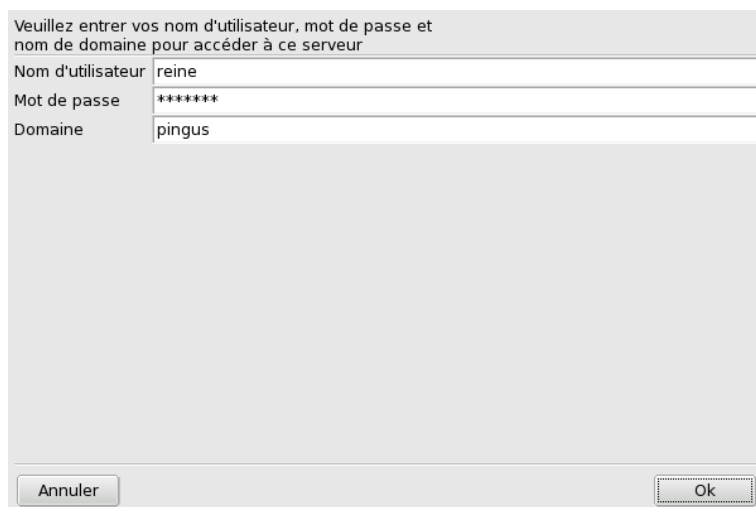 Veuillez entrer vos nom d'utilisateur, mot de passe et
nom de domaine pour accéder à ce serveur
Nom d'utilisateur reine
Mot de passe *******
Domaine pingus
Annuler Ok